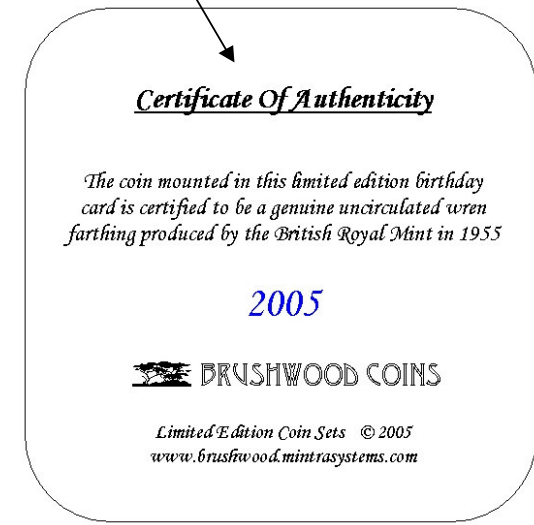 Certificate Of Authenticity
The coin mounted in this limited edition birthday
card is certified to be a genuine uncirculated wren
farthing produced by the British Royal Mint in 1955
2005
BRUSHWOOD COINS
Limited Edition Coin Sets © 2005
www.brushwood.mintrasystems.com